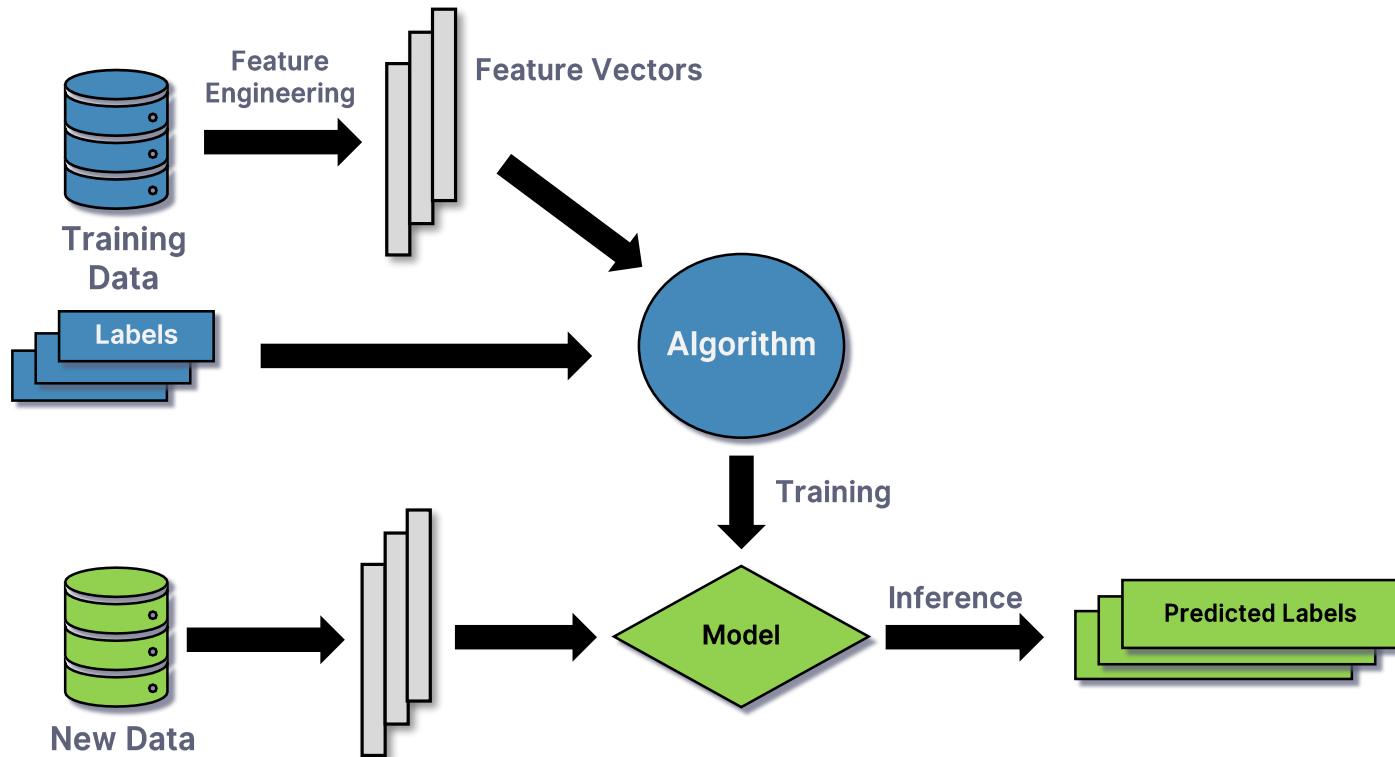 Feature
Engineering
Feature Vectors
Training
Data
Labels
Algorithm
Training
Inference
Model
Predicted Labels
New Data